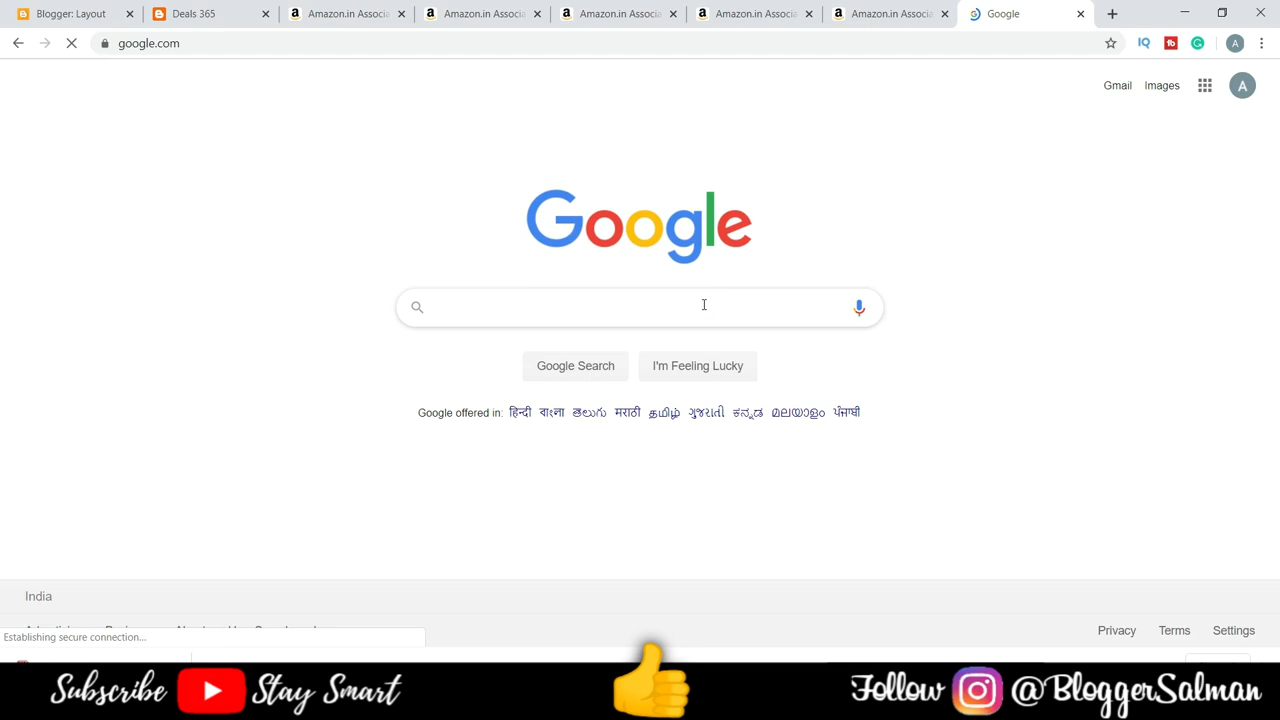 Blogger: Layout
Deals 365
Amazon.in Associa
Amazon.in Associa
Amazon.in Associa
Amazon.in Associa
Amazon.in Associa
Google
google.com
IQ
tb
A
Gmail
Images
A
Google
Google Search
I'm Feeling Lucky
Google offered in: हिन्दी বাংলা తెలుగు मराठी தமிழ் ગુજરાતી ಕನ್ನಡ മലയാളം ਪੰਜਾਬੀ
India
Privacy
Terms
Settings
Establishing secure connection...
Subscribe
Stay Smart
Follow
@BloggerSalman